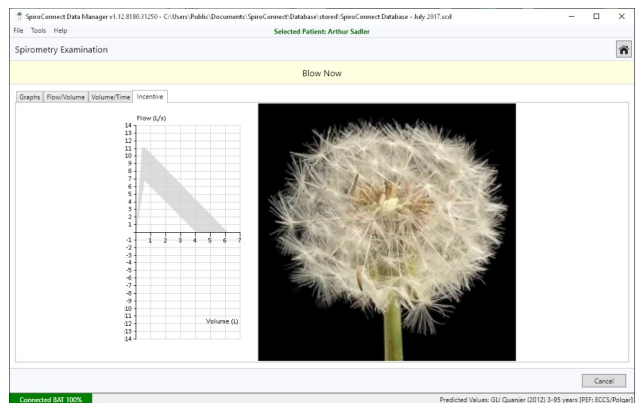 SpiroConnect Data Manager v1.12.8180.31250 - C:\Users\Public\Documents\SpiroConnect\Database\stored\SpiroConnect Database - July 2017.scd
File Tools Help Selected Patient: Arthur Sadler
Spirometry Examination
Blow Now
Graphs Flow/Volume Volume/Time Incentive
Flow (L/s)
14
13
12
11
10
9
8
7
6
5
4
3
2
1
1 2 3 4 5 6 7
-1
-2
-3
-4
-5
-6
-7
-8
-9
-10
-11
-12 Volume (L)
-13
-14
Cancel
Connected BAT 100% Predicted Values: GLI Quanjer (2012) 3-95 years [PEF: ECCS/Polgar]